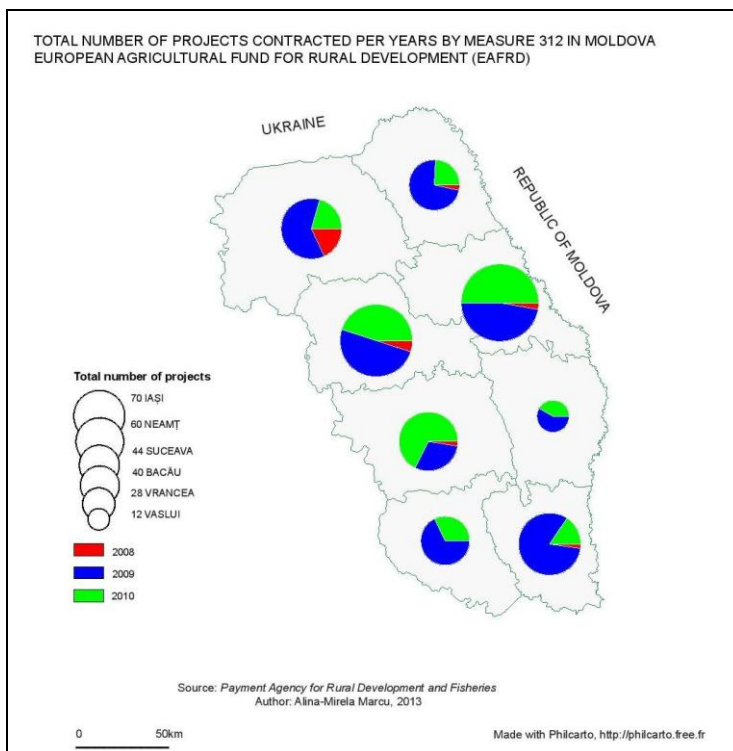 TOTAL NUMBER OF PROJECTS CONTRACTED PER YEARS BY MEASURE 312 IN MOLDOVA
EUROPEAN AGRICULTURAL FUND FOR RURAL DEVELOPMENT (EAFRD)
UKRAINE
REPUBLIC OF MOLDOVA
Total number of projects
70 IAȘI
60 NEAMȚ
44 SUCEAVA
40 BACĂU
28 VRANCEA
12 VASLUI
2008
2009
2010
Source: Payment Agency for Rural Development and Fisheries
Author: Alina-Mirela Marcu, 2013
0 50km
Made with Philcarto, http://philcarto.free.fr